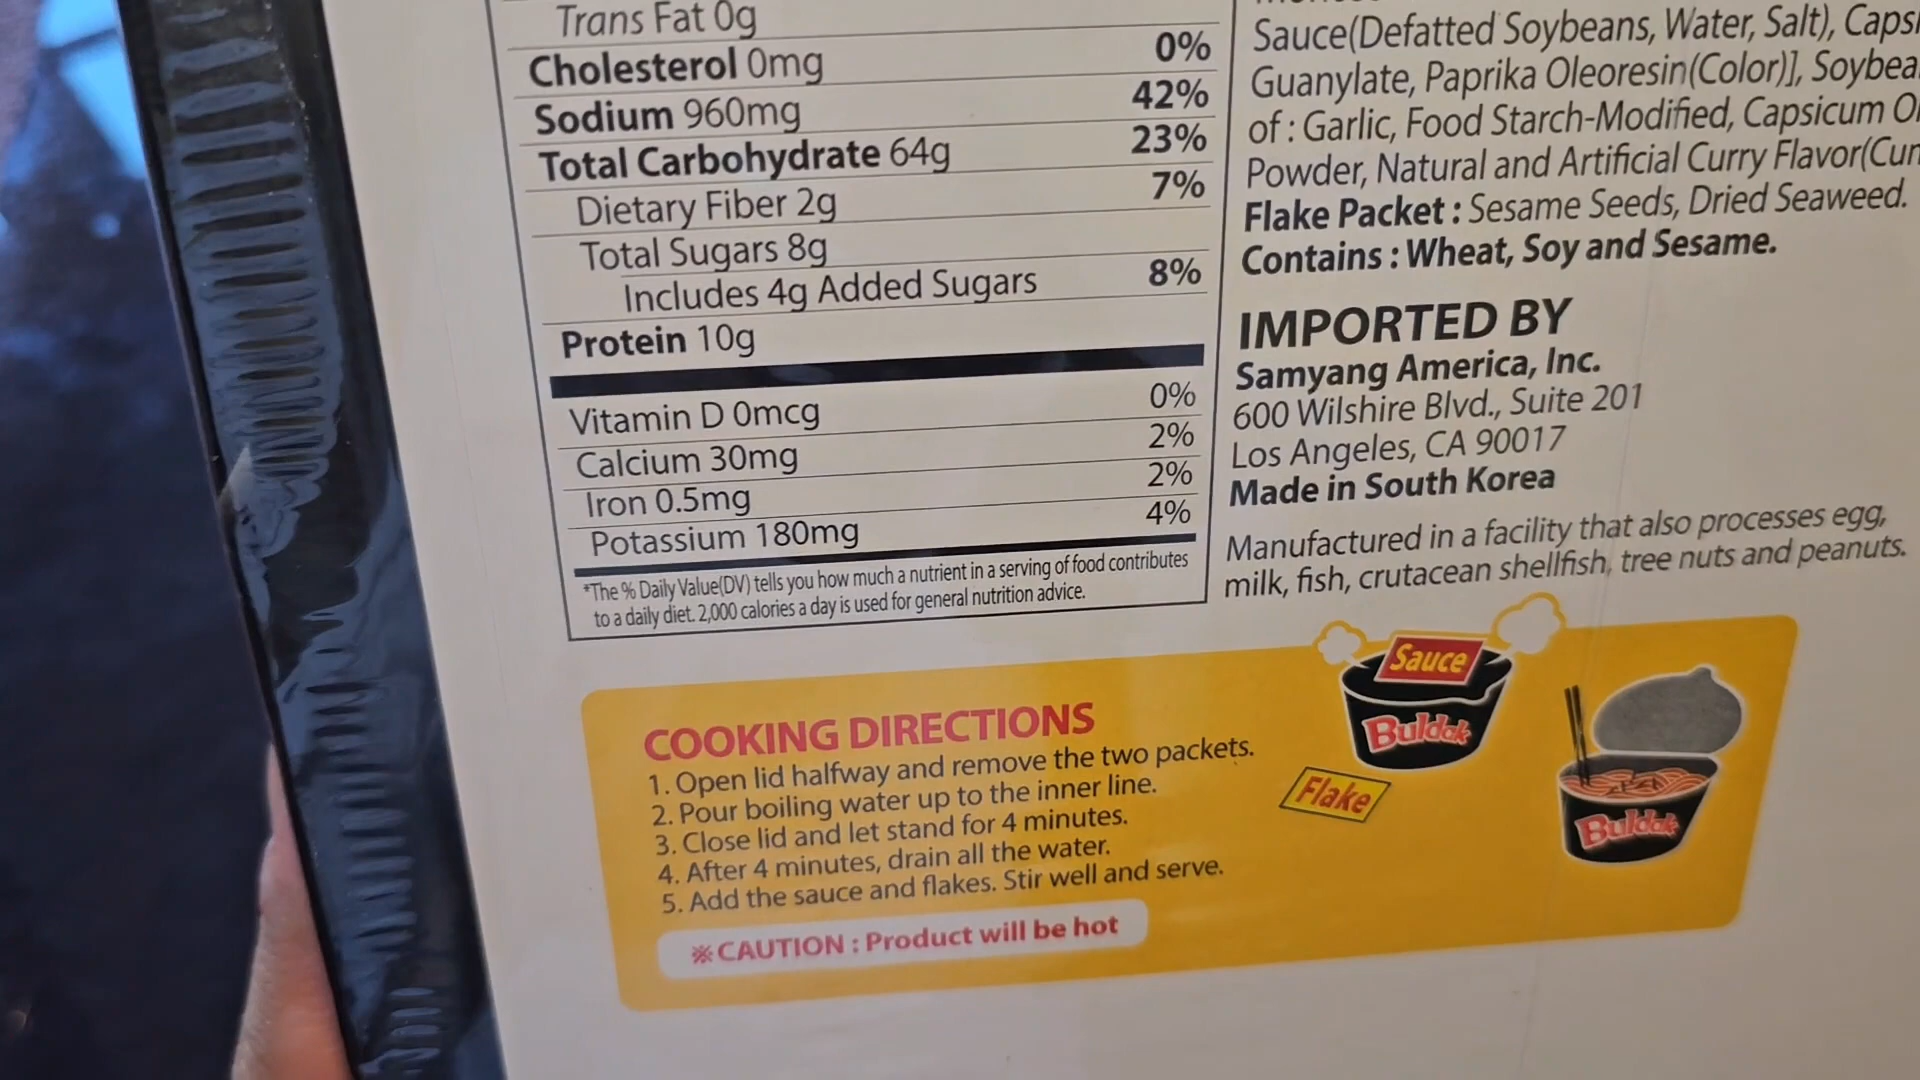 Trans Fat 0g
Cholesterol 0mg 0%
Sodium 960mg 42%
Total Carbohydrate 64g 23%
Dietary Fiber 2g 7%
Total Sugars 8g
Includes 4g Added Sugars 8%
Protein 10g
Vitamin D 0mcg 0%
Calcium 30mg 2%
Iron 0.5mg 2%
Potassium 180mg 4%
*The % Daily Value(DV) tells you how much a nutrient in a serving of food contributes
to a daily diet. 2,000 calories a day is used for general nutrition advice.
Sauce(Defatted Soybeans, Water, Salt),
Guanylate, Paprika Oleoresin(Color)],
of : Garlic, Food Starch-Modified, Capsicum
Powder, Natural and Artificial Curry
Flake Packet : Sesame Seeds, Dried Seaweed.
Contains : Wheat, Soy and Sesame.
IMPORTED BY
Samyang America, Inc.
600 Wilshire Blvd., Suite 201
Los Angeles, CA 90017
Made in South Korea
Manufactured in a facility that also processes egg,
milk, fish, crutacean shellfish, tree nuts and peanuts.
COOKING DIRECTIONS
1. Open lid halfway and remove the two packets.
2. Pour boiling water up to the inner line.
3. Close lid and let stand for 4 minutes.
4. After 4 minutes, drain all the water.
5. Add the sauce and flakes. Stir well and serve.
※ CAUTION : Product will be hot
Sauce
Buldak
Flake
Buldak